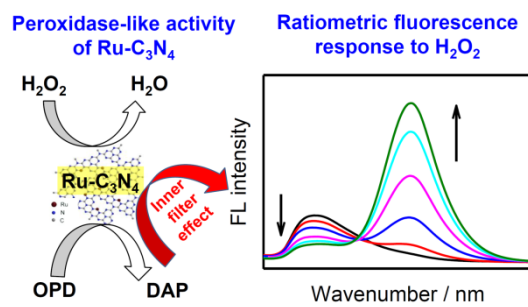 Peroxidase-like activity
of Ru-C₃N₄
H₂O₂
H₂O
Ru-C₃N₄
Ru
N
C
Inner
filter
effect
OPD
DAP
Ratiometric fluorescence
response to H₂O₂
FL intensity
Wavenumber / nm